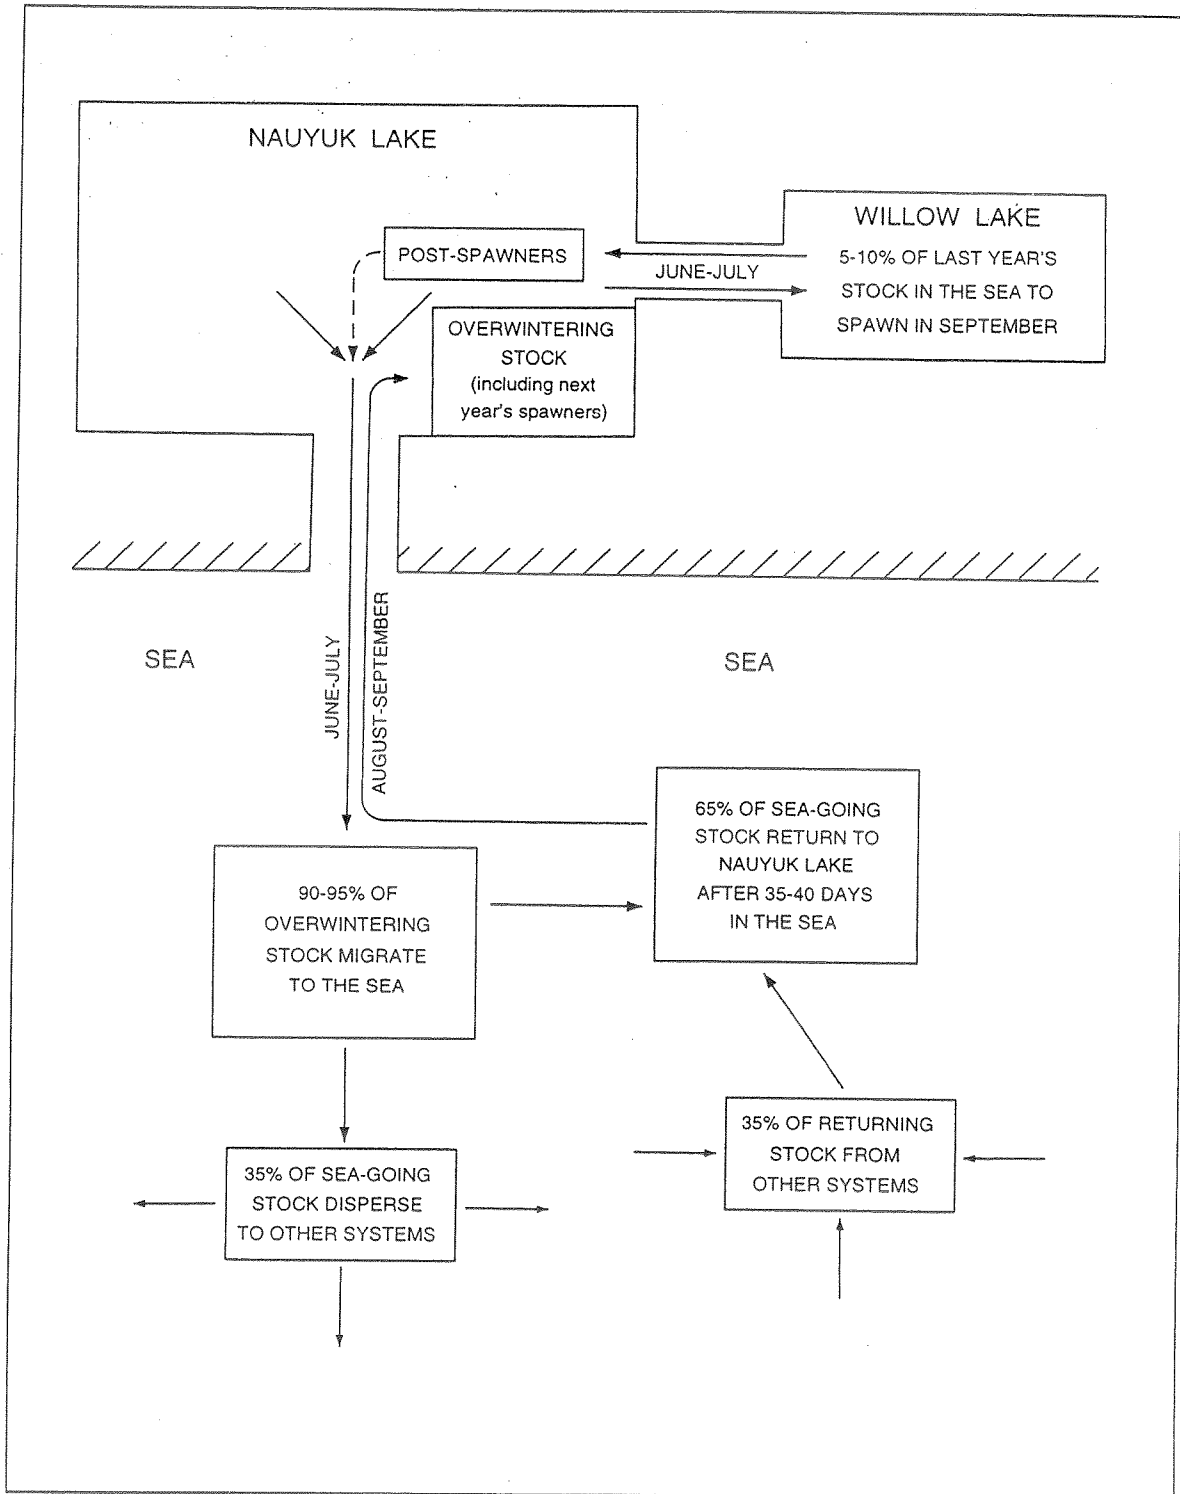 NAUYUK LAKE
POST-SPAWNERS
JUNE-JULY
WILLOW LAKE
5-10% OF LAST YEAR'S
STOCK IN THE SEA TO
SPAWN IN SEPTEMBER
OVERWINTERING
STOCK
(including next
year's spawners)
SEA
JUNE-JULY
AUGUST-SEPTEMBER
SEA
90-95% OF
OVERWINTERING
STOCK MIGRATE
TO THE SEA
65% OF SEA-GOING
STOCK RETURN TO
NAUYUK LAKE
AFTER 35-40 DAYS
IN THE SEA
35% OF SEA-GOING
STOCK DISPERSE
TO OTHER SYSTEMS
35% OF RETURNING
STOCK FROM
OTHER SYSTEMS